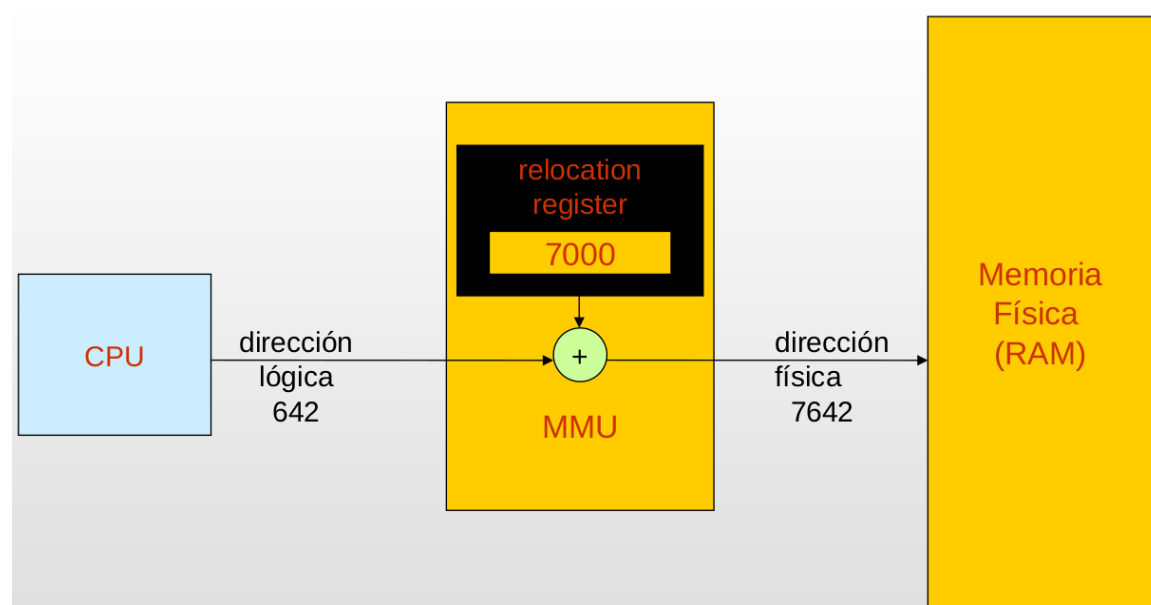 relocation
register
7000
CPU
dirección
lógica
642
+
MMU
dirección
física
7642
Memoria
Física
(RAM)